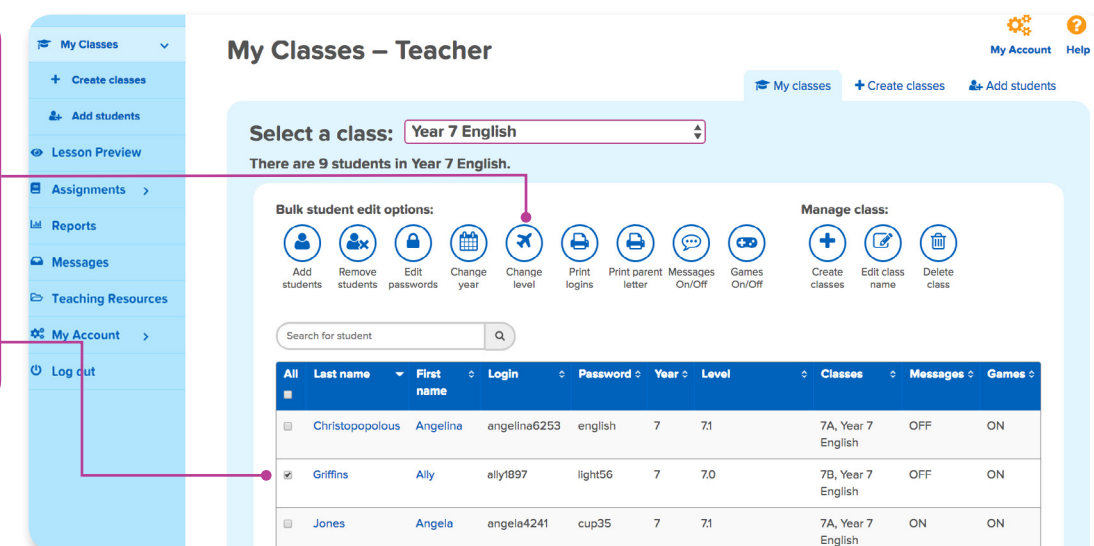 My Classes
+ Create classes
Add students
Lesson Preview
Assignments >
Reports
Messages
Teaching Resources
My Account >
Log out
My Classes – Teacher
My Account Help
My classes + Create classes Add students
Select a class: Year 7 English
There are 9 students in Year 7 English.
Bulk student edit options: Manage class:
Add students
Remove students
Edit passwords
Change year
Change level
Print logins
Print parent letter
Messages On/Off
Games On/Off
Create classes
Edit class name
Delete class
Search for student
All Last name First name Login Password Year Level Classes Messages Games
Christopopolous Angelina angelina6253 english 7 7.1 7A, Year 7 English OFF ON
Griffins Ally ally1897 light56 7 7.0 7B, Year 7 English OFF ON
Jones Angela angela4241 cup35 7 7.1 7A, Year 7 English ON ON